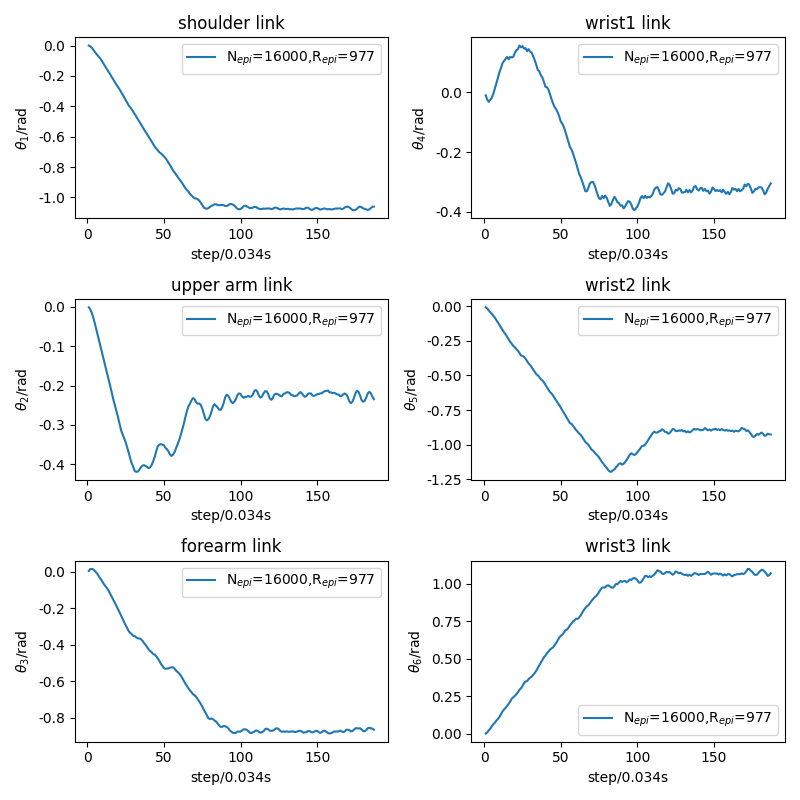 shoulder link
N_epi=16000,R_epi=977
0.0
-0.2
-0.4
-0.6
-0.8
-1.0
θ_1/rad
0 50 100 150
step/0.034s
wrist1 link
N_epi=16000,R_epi=977
0.0
-0.2
-0.4
θ_4/rad
0 50 100 150
step/0.034s
upper arm link
N_epi=16000,R_epi=977
0.0
-0.1
-0.2
-0.3
-0.4
θ_2/rad
0 50 100 150
step/0.034s
wrist2 link
N_epi=16000,R_epi=977
0.00
-0.25
-0.50
-0.75
-1.00
-1.25
θ_5/rad
0 50 100 150
step/0.034s
forearm link
N_epi=16000,R_epi=977
0.0
-0.2
-0.4
-0.6
-0.8
θ_3/rad
0 50 100 150
step/0.034s
wrist3 link
1.00
0.75
0.50
0.25
0.00
θ_6/rad
N_epi=16000,R_epi=977
0 50 100 150
step/0.034s